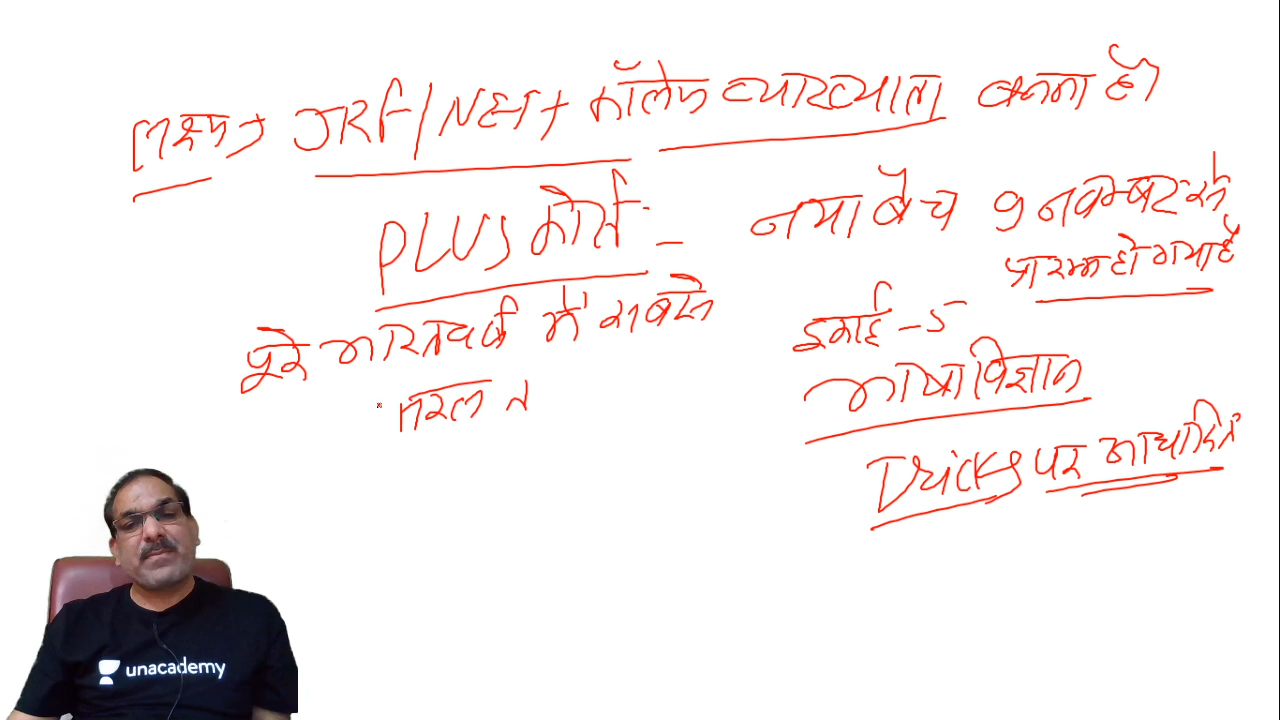 लक्ष्य → JRF/NET + कॉलेज व्याख्याता बनना है।
PLUS कोर्स - नया बैच 9 नवम्बर से
प्रारम्भ हो गया है
पूरे भारतवर्ष में सबसे
सरल
इकाई - 5
भाषा विज्ञान
Tricks पर आधारित
unacademy